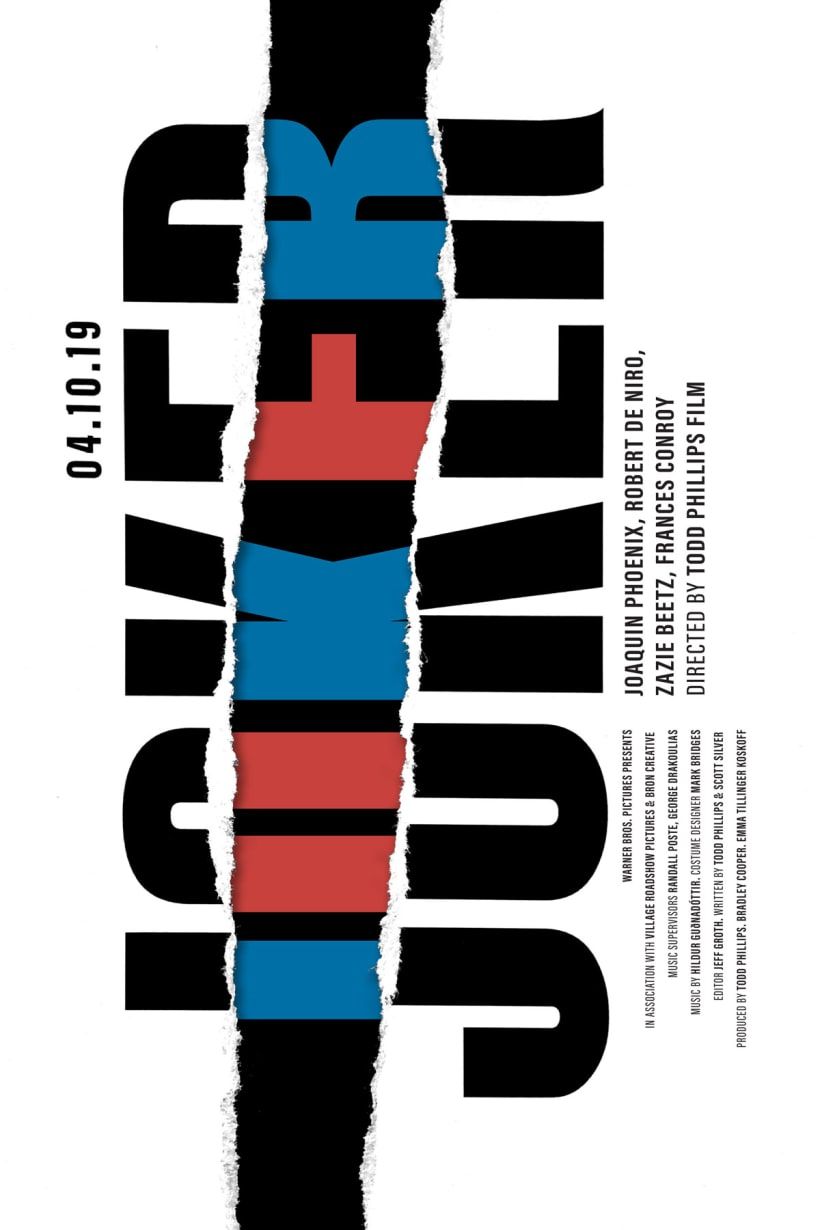 04.10.19
JOKER
JOAQUIN PHOENIX, ROBERT DE NIRO,
ZAZIE BEETZ, FRANCES CONROY
DIRECTED BY TODD PHILLIPS FILM
WARNER BROS. PICTURES PRESENTS
IN ASSOCIATION WITH VILLAGE ROADSHOW PICTURES & BRON CREATIVE
MUSIC SUPERVISORS RANDALL POSTE, GEORGE DRAKOULIAS
MUSIC BY HILDUR GUÐNADÓTTIR. COSTUME DESIGNER MARK BRIDGES
EDITOR JEFF GROTH. WRITTEN BY TODD PHILLIPS & SCOTT SILVER
PRODUCED BY TODD PHILLIPS. BRADLEY COOPER. EMMA TILLINGER KOSKOFF